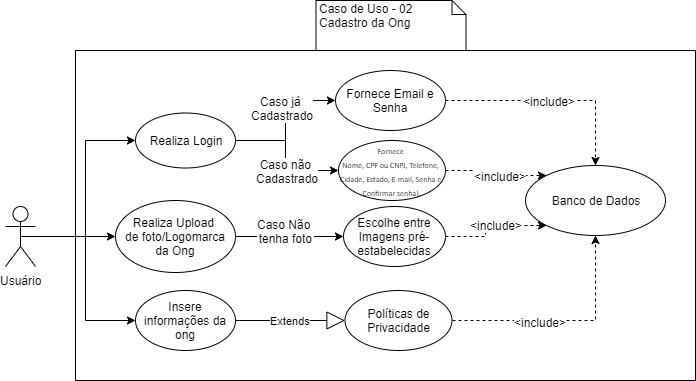 Caso de Uso - 02
Cadastro da Ong
Caso já
Cadastrado
Fornece Email e
Senha
<include>
Realiza Login
Caso não
Cadastrado
Fornece
Nome, CPF ou CNPJ, Telefone,
Cidade, Estado, E-mail, Senha e
Confirmar senha)
<include>
Banco de Dados
Realiza Upload
de foto/Logomarca
da Ong
Caso Não
tenha foto
Escolhe entre
Imagens pré-
estabelecidas
<include>
Usuário
Insere
informações da
ong
Extends
Políticas de
Privacidade
<include>